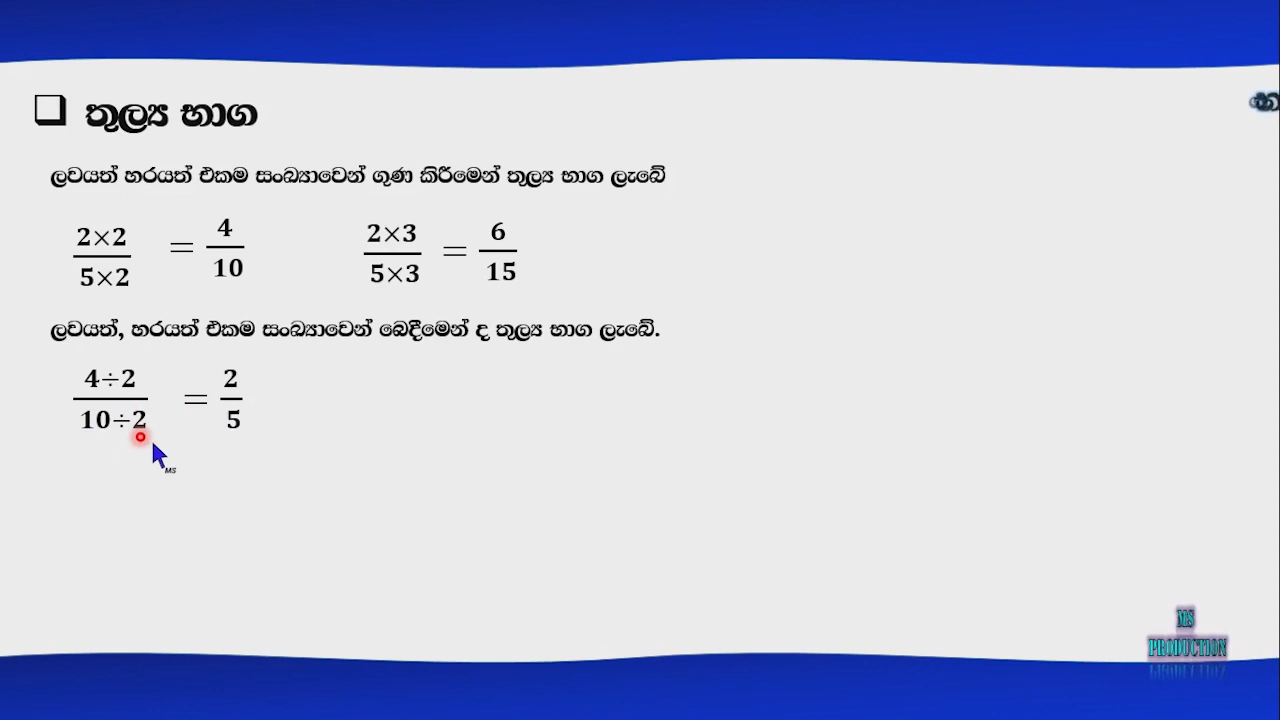 ❑ තුල්‍ය භාග
ලවයත් හරයත් එකම සංඛ්‍යාවෙන් ගුණ කිරීමෙන් තුල්‍ය භාග ලැබේ
2×2/5×2 = 4/10 2×3/5×3 = 6/15
ලවයත්, හරයත් එකම සංඛ්‍යාවෙන් බෙදීමෙන් ද තුල්‍ය භාග ලැබේ.
4÷2/10÷2 = 2/5
MS
MS
PRODUCTION